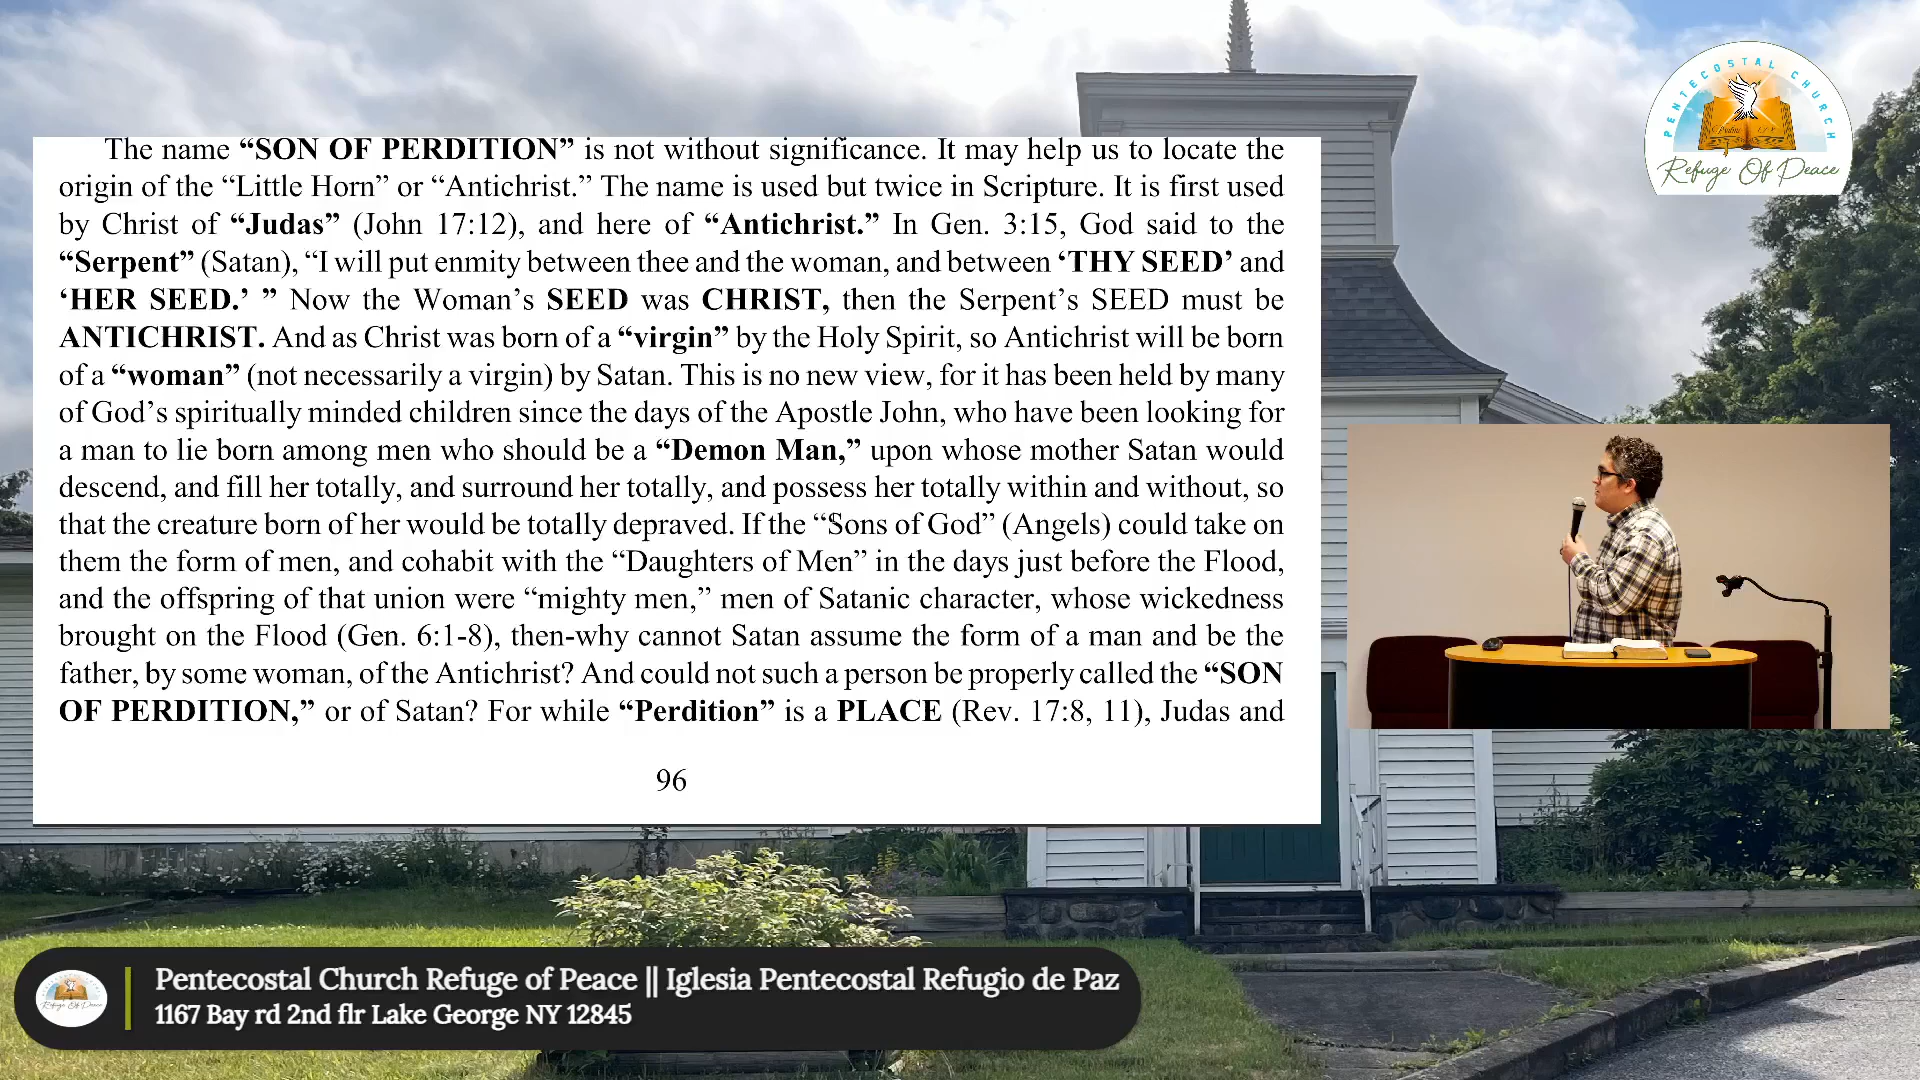 The name “SON OF PERDITION” is not without significance. It may help us to locate the
origin of the “Little Horn” or “Antichrist.” The name is used but twice in Scripture. It is first used
by Christ of “Judas” (John 17:12), and here of “Antichrist.” In Gen. 3:15, God said to the
“Serpent” (Satan), “I will put enmity between thee and the woman, and between ‘THY SEED’ and
‘HER SEED.’ ” Now the Woman’s SEED was CHRIST, then the Serpent’s SEED must be
ANTICHRIST. And as Christ was born of a “virgin” by the Holy Spirit, so Antichrist will be born
of a “woman” (not necessarily a virgin) by Satan. This is no new view, for it has been held by many
of God’s spiritually minded children since the days of the Apostle John, who have been looking for
a man to lie born among men who should be a “Demon Man,” upon whose mother Satan would
descend, and fill her totally, and surround her totally, and possess her totally within and without, so
that the creature born of her would be totally depraved. If the “Sons of God” (Angels) could take on
them the form of men, and cohabit with the “Daughters of Men” in the days just before the Flood,
and the offspring of that union were “mighty men,” men of Satanic character, whose wickedness
brought on the Flood (Gen. 6:1-8), then-why cannot Satan assume the form of a man and be the
father, by some woman, of the Antichrist? And could not such a person be properly called the “SON
OF PERDITION,” or of Satan? For while “Perdition” is a PLACE (Rev. 17:8, 11), Judas and
96
PENTECOSTAL CHURCH
Refuge Of Peace
Refuge Of Peace
Pentecostal Church Refuge of Peace || Iglesia Pentecostal Refugio de Paz
1167 Bay rd 2nd flr Lake George NY 12845